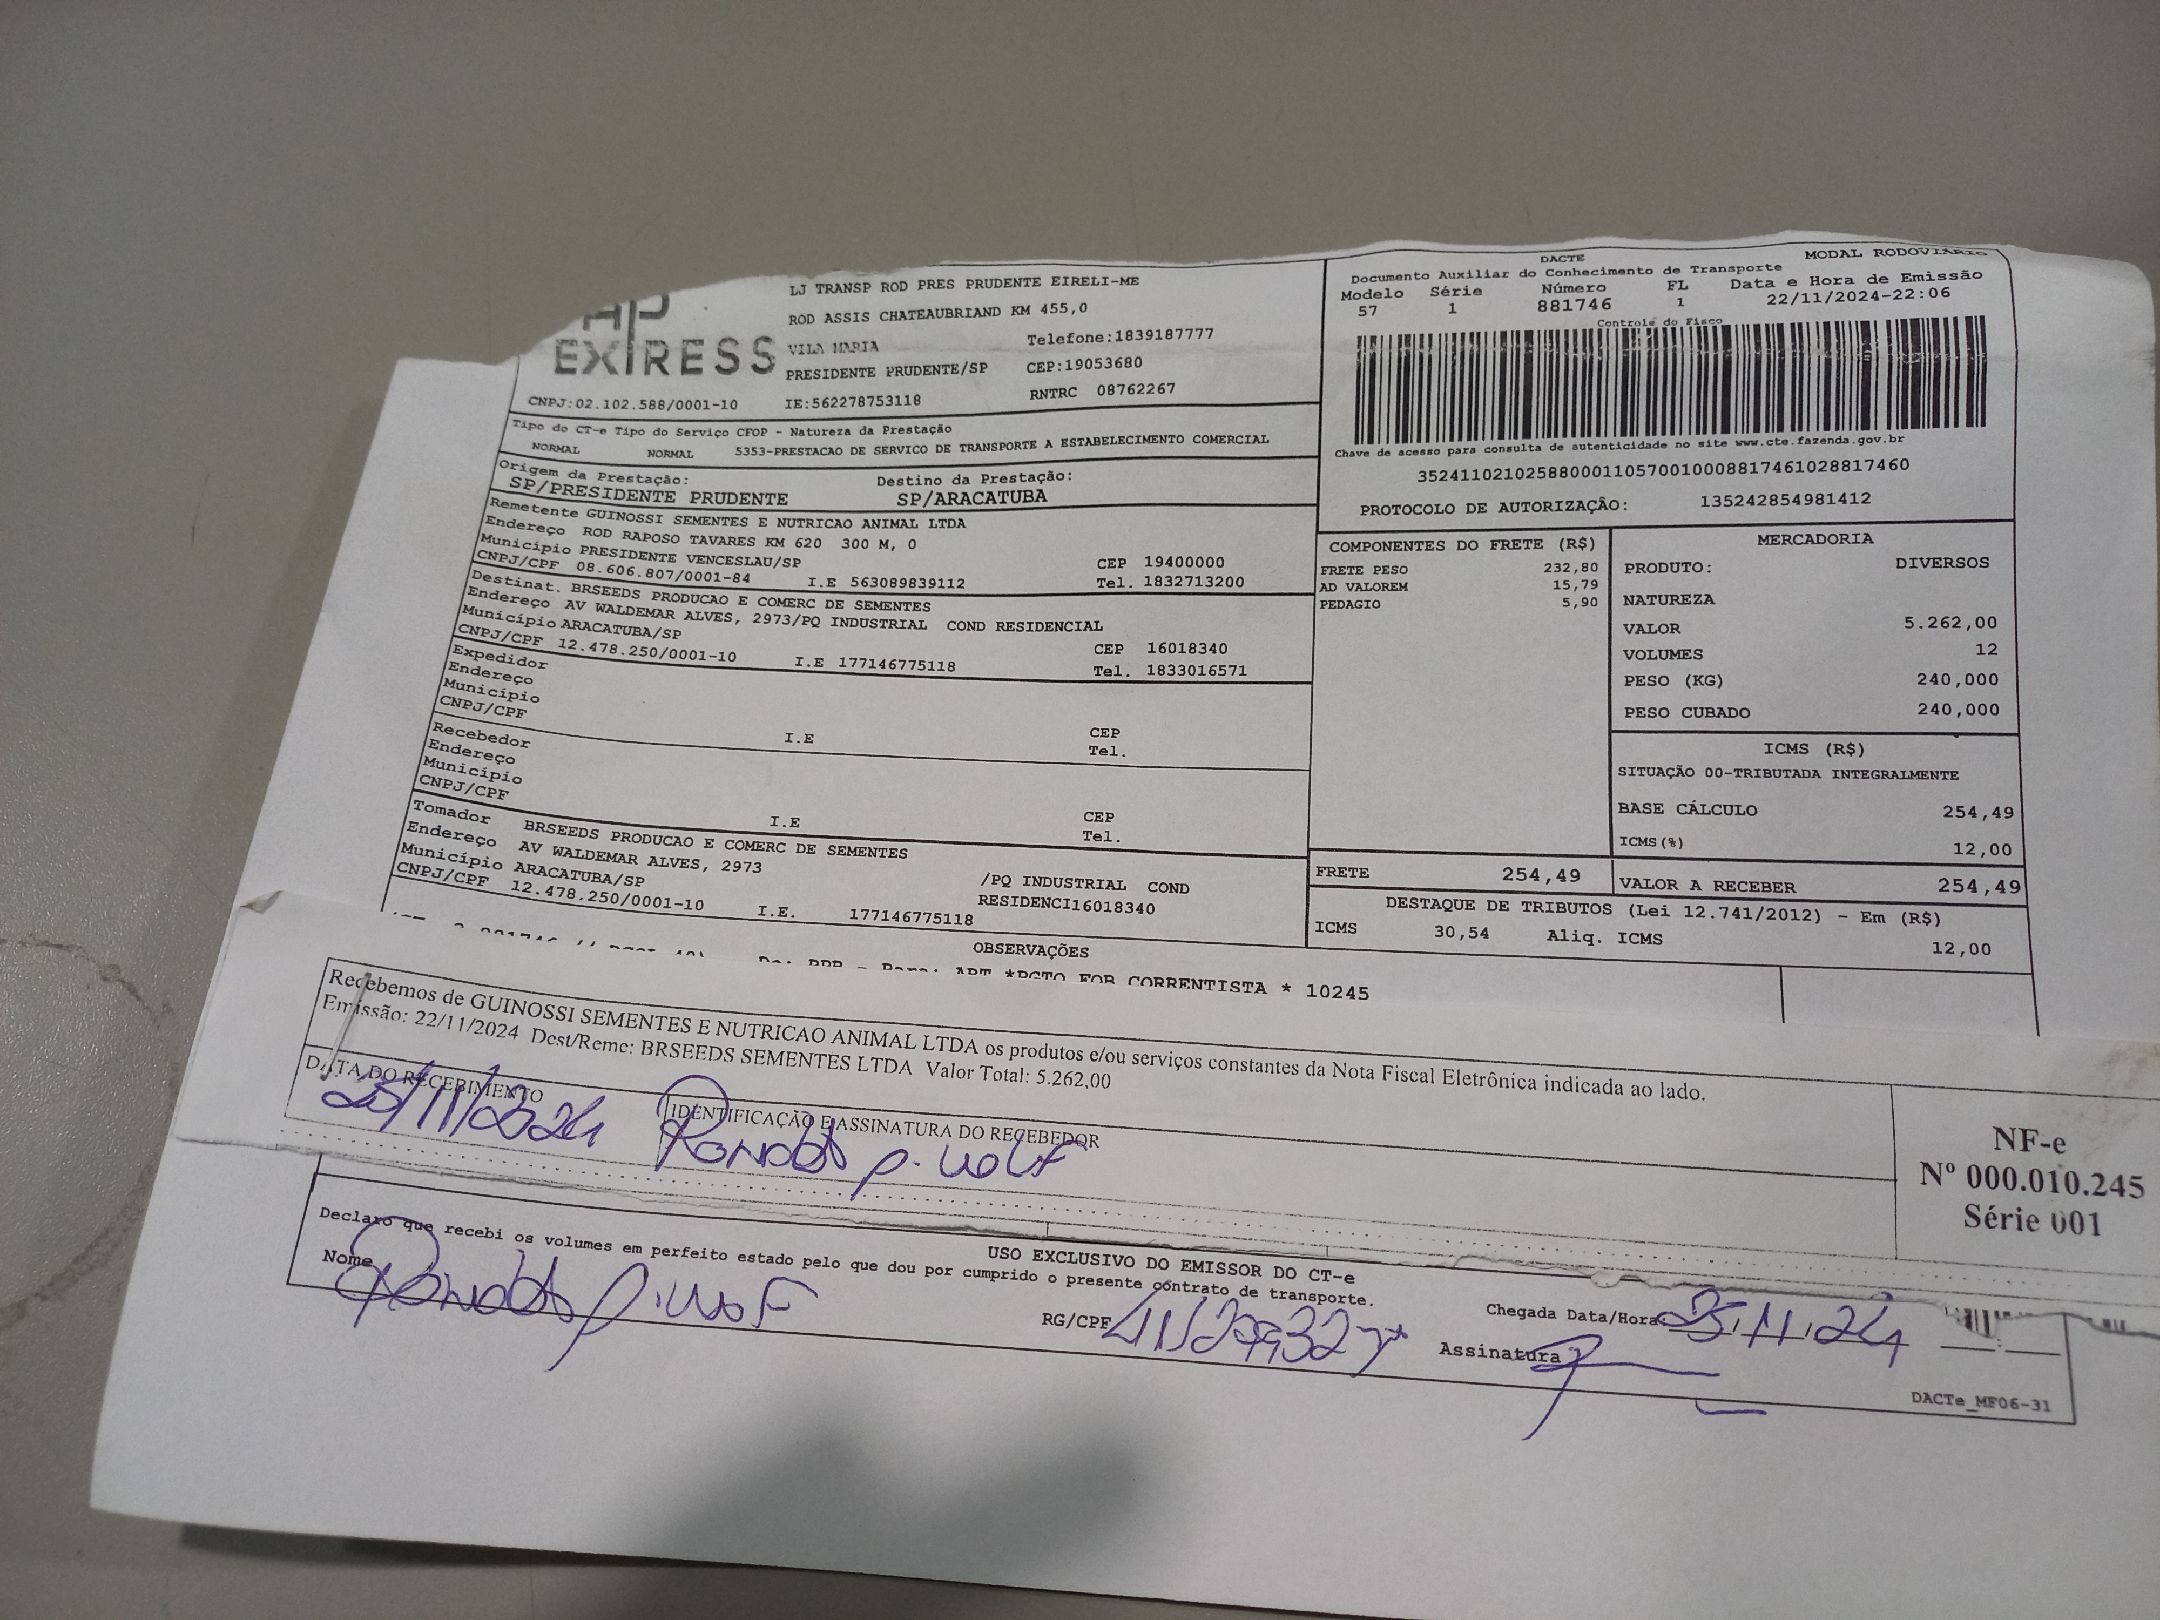 EXPRESS
LJ TRANSP ROD PRES PRUDENTE EIRELI-ME
ROD ASSIS CHATEAUBRIAND KM 455,0
VILA MARIA Telefone:1839187777
PRESIDENTE PRUDENTE/SP CEP:19053680
CNPJ:02.102.588/0001-10 IE:562278753118 RNTRC 08762267
DACTE MODAL RODOVIÁRIO
Documento Auxiliar do Conhecimento de Transporte
Modelo Série Número FL Data e Hora de Emissão
57 1 881746 1 22/11/2024-22:06
Controle do Fisco
Chave de acesso para consulta de autenticidade no site www.cte.fazenda.gov.br
35241102102588000110570010008817461028817460
PROTOCOLO DE AUTORIZAÇÂO: 135242854981412
Tipo do CT-e Tipo do Serviço CFOP - Natureza da Prestação
NORMAL NORMAL 5353-PRESTACAO DE SERVICO DE TRANSPORTE A ESTABELECIMENTO COMERCIAL
Origem da Prestação: Destino da Prestação:
SP/PRESIDENTE PRUDENTE SP/ARACATUBA
Remetente GUINOSSI SEMENTES E NUTRICAO ANIMAL LTDA
Endereço ROD RAPOSO TAVARES KM 620 300 M, 0
Município PRESIDENTE VENCESLAU/SP CEP 19400000
CNPJ/CPF 08.606.807/0001-84 I.E 563089839112 Tel. 1832713200
Destinat. BRSEEDS PRODUCAO E COMERC DE SEMENTES
Endereço AV WALDEMAR ALVES, 2973/PQ INDUSTRIAL COND RESIDENCIAL
Município ARACATUBA/SP CEP 16018340
CNPJ/CPF 12.478.250/0001-10 I.E 177146775118 Tel. 1833016571
Expedidor
Endereço
Município CEP
CNPJ/CPF I.E Tel.
Recebedor
Endereço
Município CEP
CNPJ/CPF I.E Tel.
Tomador BRSEEDS PRODUCAO E COMERC DE SEMENTES
Endereço AV WALDEMAR ALVES, 2973 /PQ INDUSTRIAL COND
Município ARACATUBA/SP RESIDENCI16018340
CNPJ/CPF 12.478.250/0001-10 I.E. 177146775118
COMPONENTES DO FRETE (R$)
FRETE PESO 232,80
AD VALOREM 15,79
PEDAGIO 5,90
MERCADORIA
PRODUTO: DIVERSOS
NATUREZA
VALOR 5.262,00
VOLUMES 12
PESO (KG) 240,000
PESO CUBADO 240,000
ICMS (R$)
SITUAÇÃO 00-TRIBUTADA INTEGRALMENTE
BASE CÁLCULO 254,49
ICMS(%) 12,00
FRETE 254,49 VALOR A RECEBER 254,49
DESTAQUE DE TRIBUTOS (Lei 12.741/2012) - Em (R$)
ICMS 30,54 Aliq. ICMS 12,00
OBSERVAÇÕES
*PGTO FOB CORRENTISTA * 10245
Recebemos de GUINOSSI SEMENTES E NUTRICAO ANIMAL LTDA os produtos e/ou serviços constantes da Nota Fiscal Eletrônica indicada ao lado.
Emissão: 22/11/2024 Dest/Reme: BRSEEDS SEMENTES LTDA Valor Total: 5.262,00
DATA DO RECEBIMENTO IDENTIFICAÇÃO E ASSINATURA DO RECEBEDOR
25/11/2024
NF-e
Nº 000.010.245
Série 001
USO EXCLUSIVO DO EMISSOR DO CT-e
Declaro que recebi os volumes em perfeito estado pelo que dou por cumprido o presente contrato de transporte.
Nome RG/CPF Chegada Data/Hora 25.11.24
Assinatura
DACTe_MF06-31